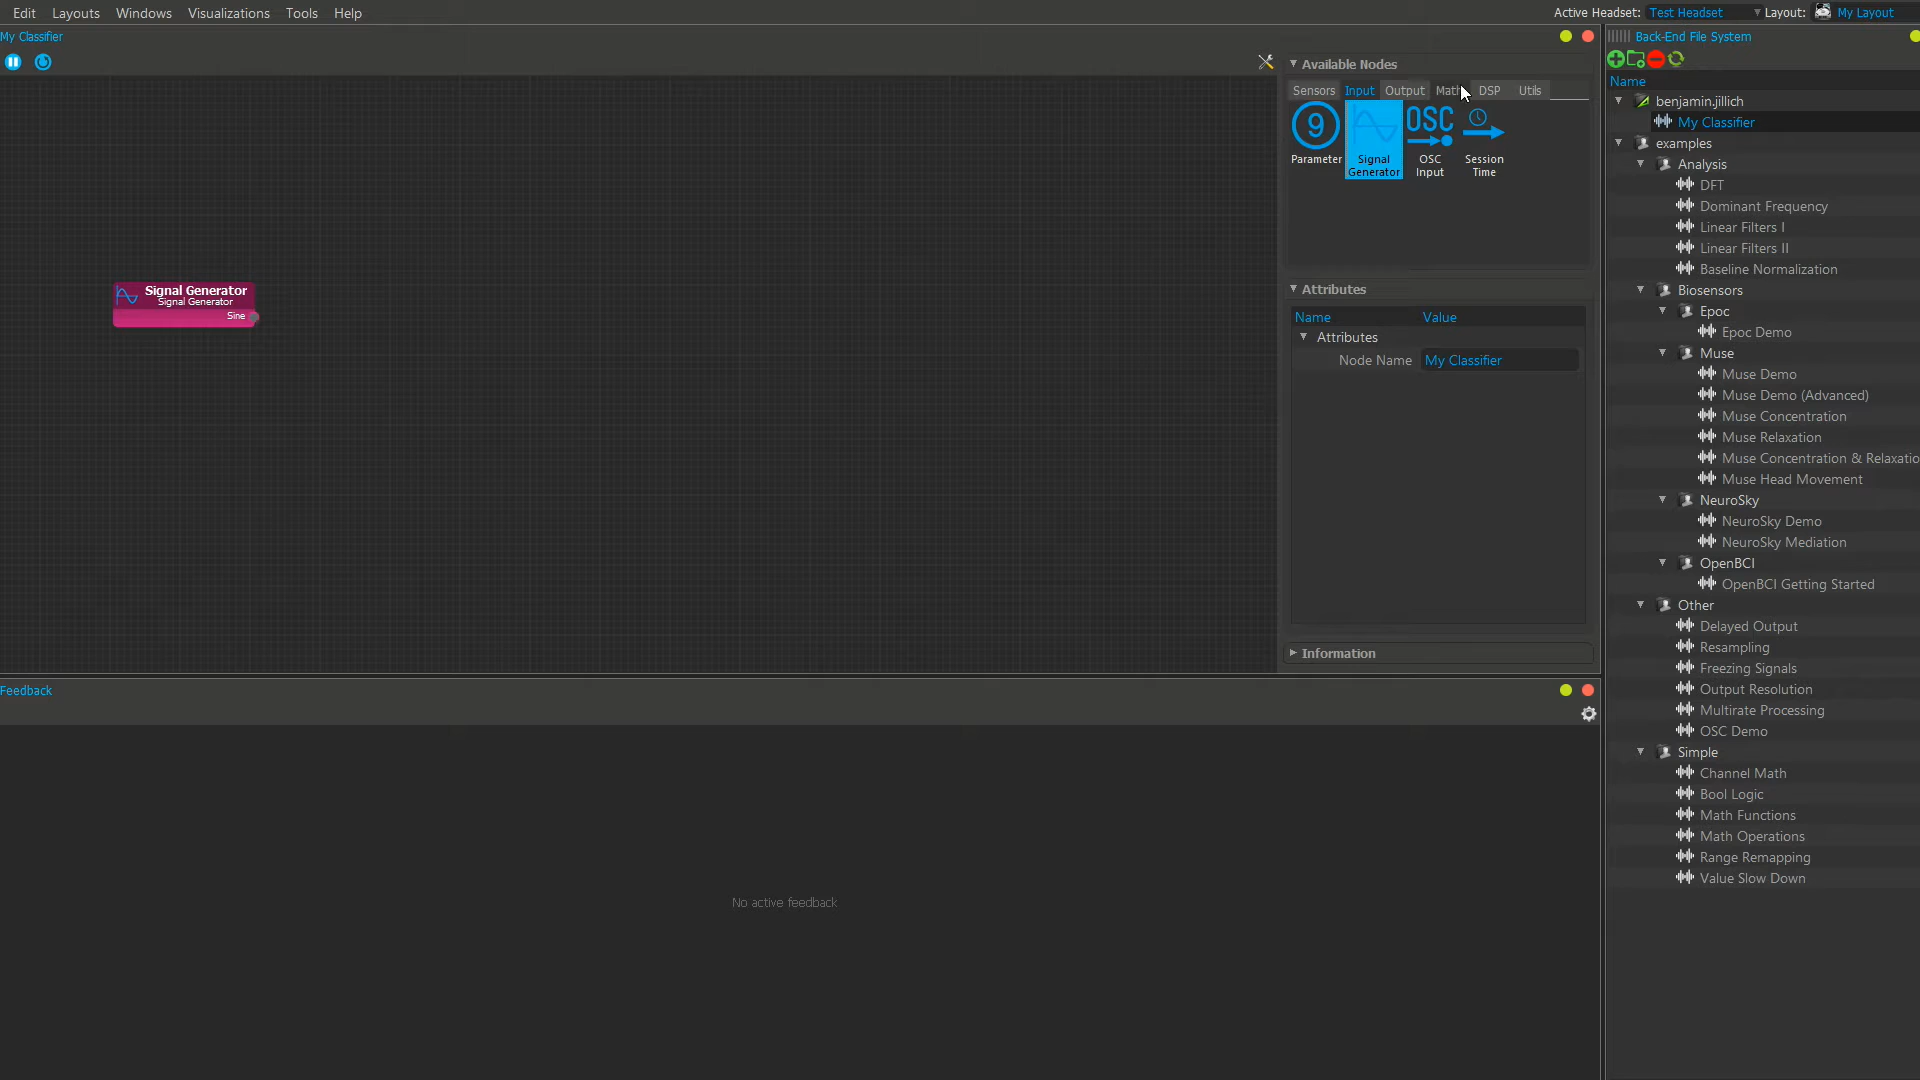 Edit Layouts Windows Visualizations Tools Help
Active Headset: Test Headset Layout: My Layout
My Classifier
Available Nodes
Sensors Input Output Math DSP Utils
9
OSC
Parameter
Signal Generator
OSC Input
Session Time
Signal Generator
Signal Generator
Sine
Attributes
Name Value
Attributes
Node Name My Classifier
Information
Feedback
No active feedback
Back-End File System
Name
benjamin.jillich
My Classifier
examples
Analysis
DFT
Dominant Frequency
Linear Filters I
Linear Filters II
Baseline Normalization
Biosensors
Epoc
Epoc Demo
Muse
Muse Demo
Muse Demo (Advanced)
Muse Concentration
Muse Relaxation
Muse Concentration & Relaxatio
Muse Head Movement
NeuroSky
NeuroSky Demo
NeuroSky Mediation
OpenBCI
OpenBCI Getting Started
Other
Delayed Output
Resampling
Freezing Signals
Output Resolution
Multirate Processing
OSC Demo
Simple
Channel Math
Bool Logic
Math Functions
Math Operations
Range Remapping
Value Slow Down